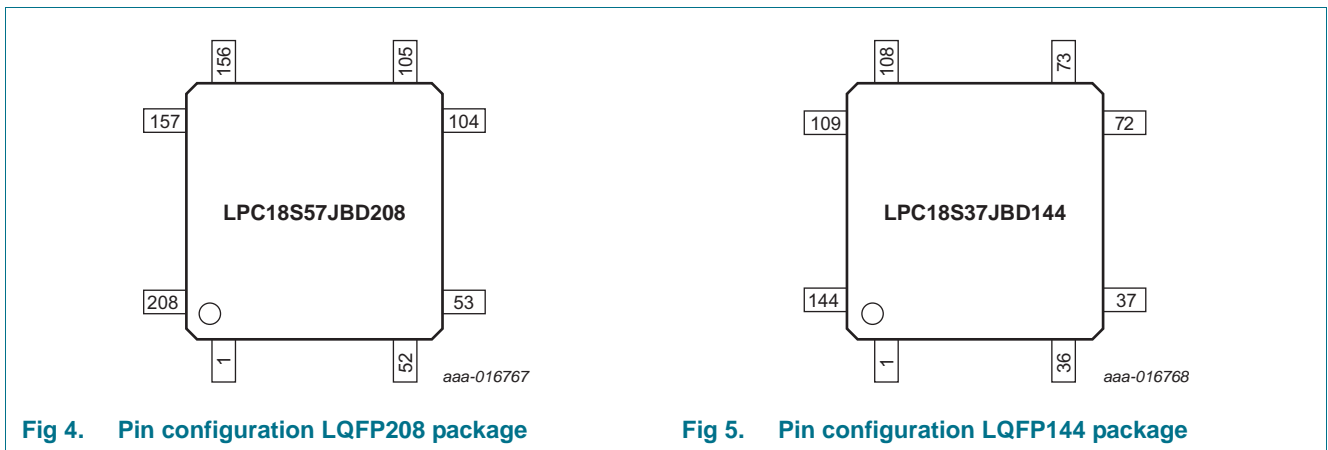 156 105
157 104
LPC18S57JBD208
208 53
1 52
aaa-016767
Fig 4. Pin configuration LQFP208 package
108 73
109 72
LPC18S37JBD144
144 37
1 36
aaa-016768
Fig 5. Pin configuration LQFP144 package